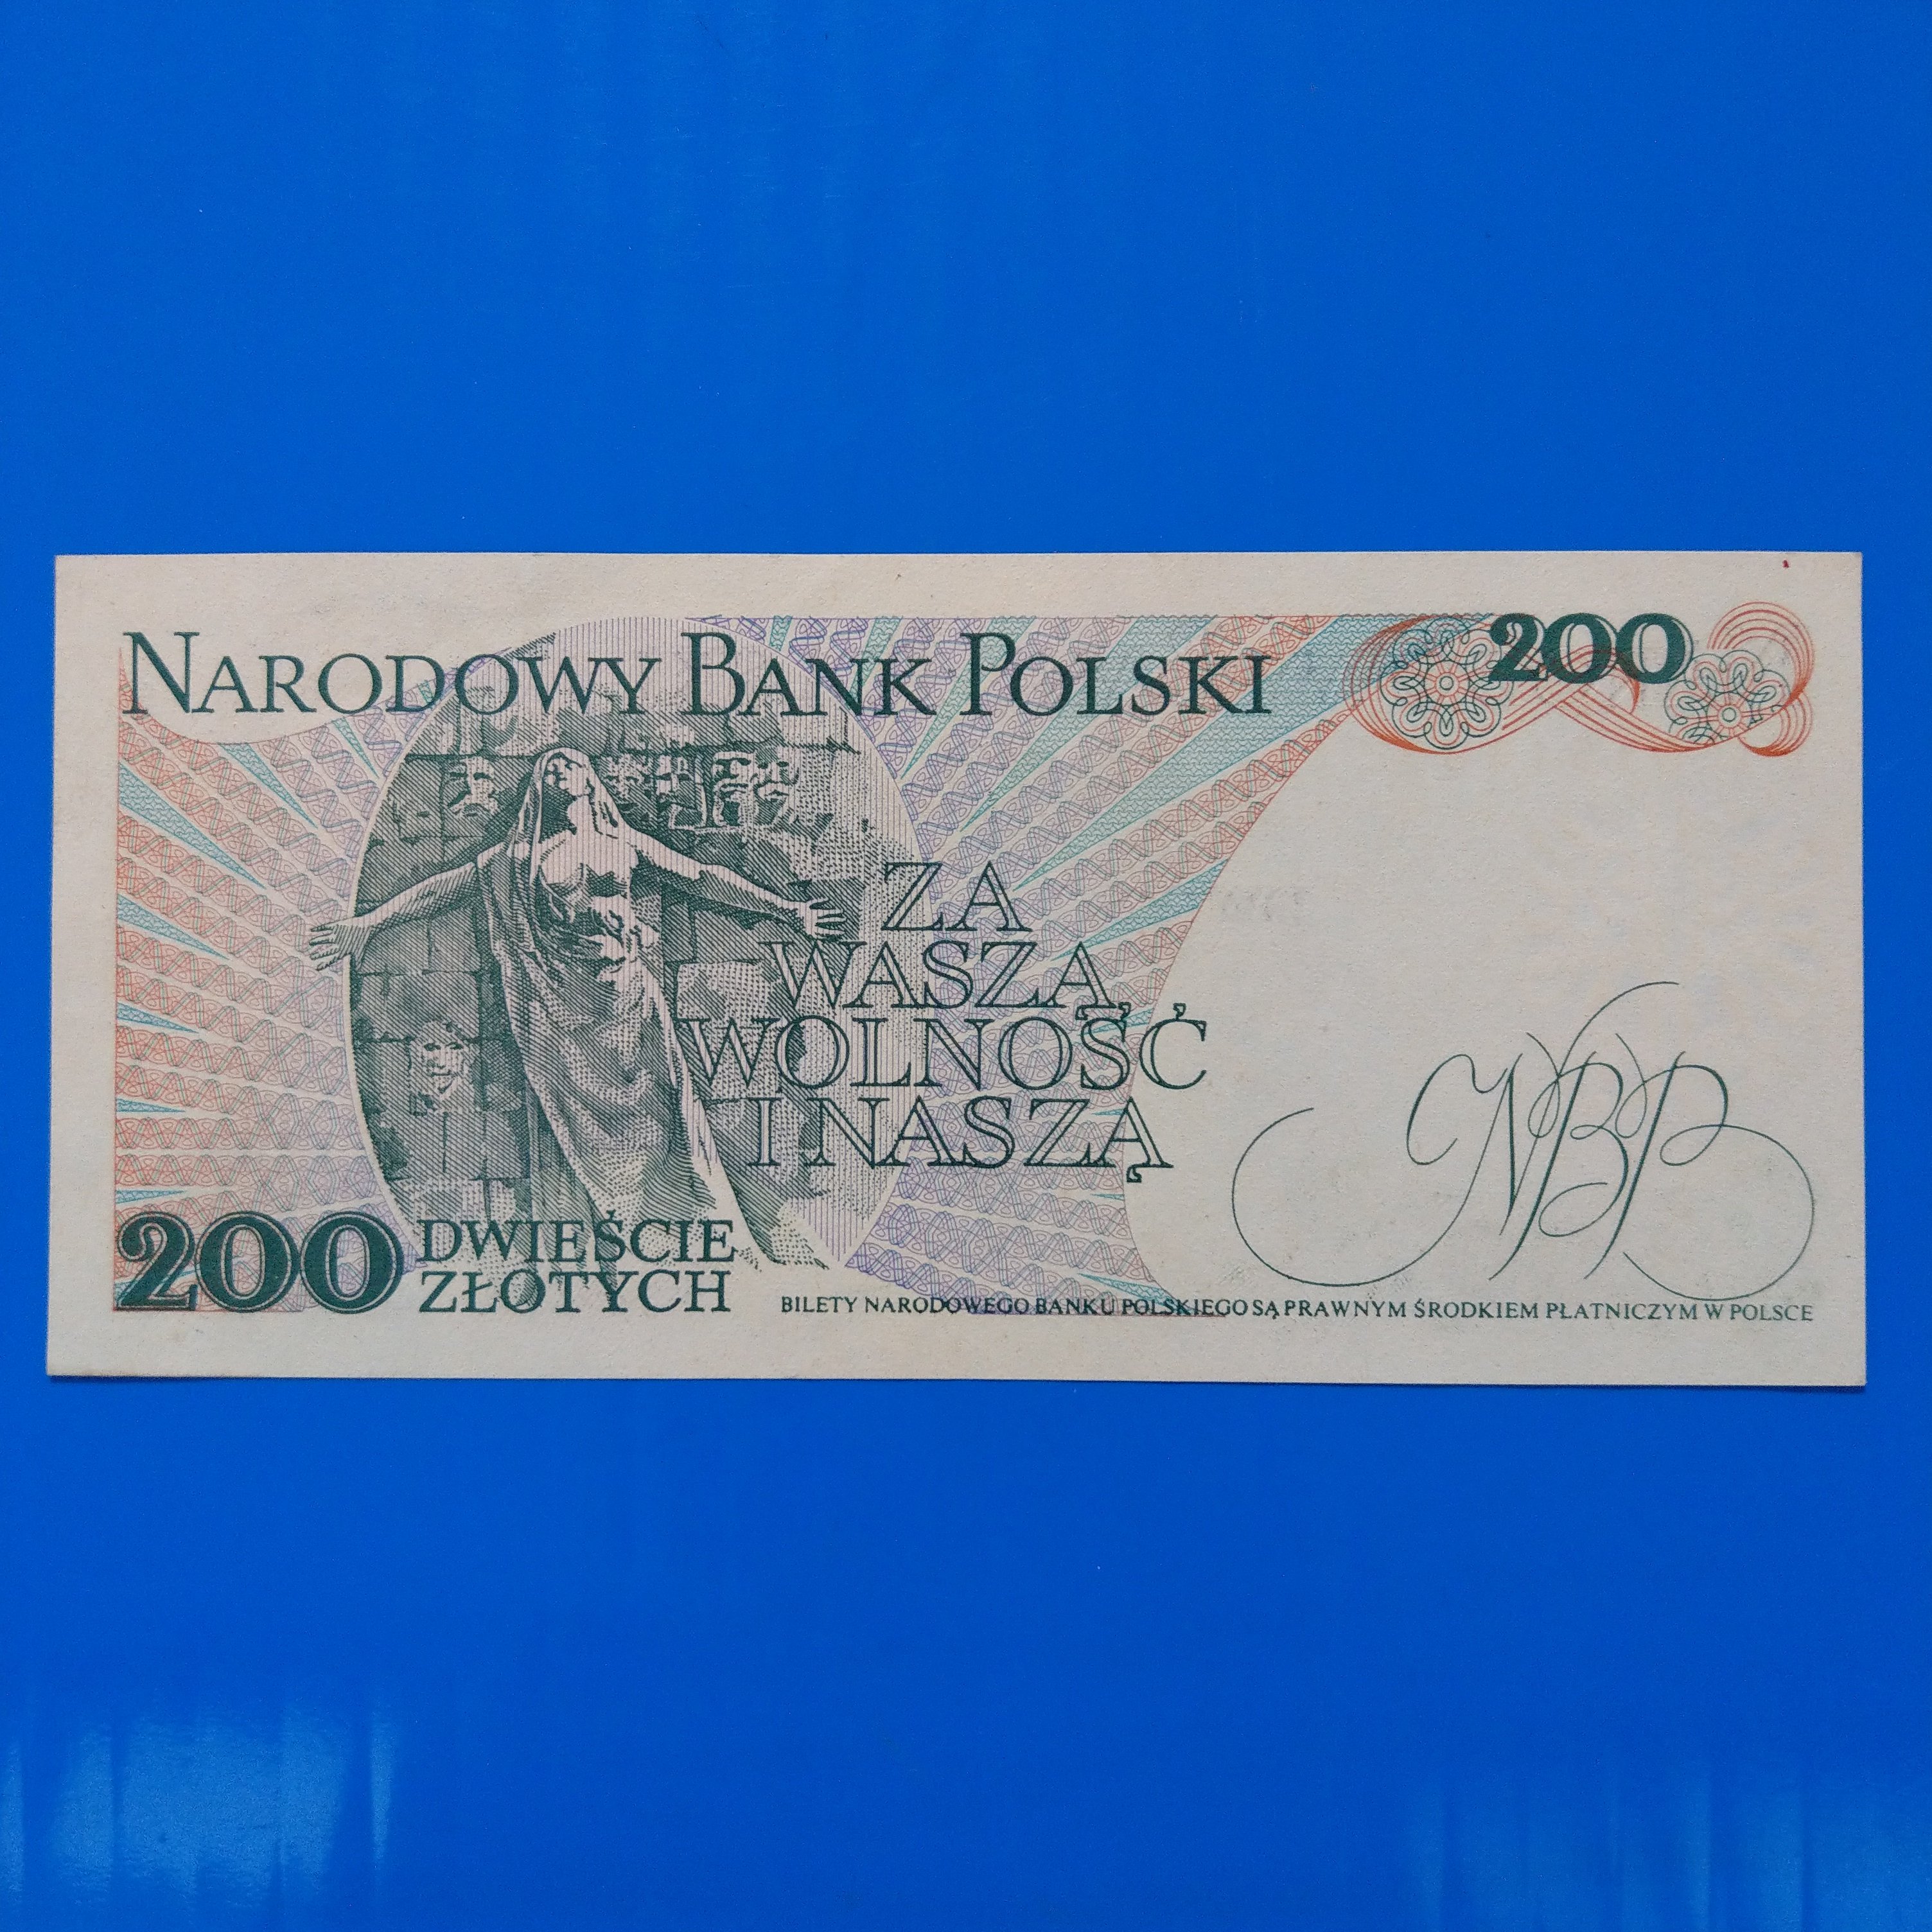 NARODOWY BANK POLSKI
200
ZA
WASZĄ
WOLNOŚĆ
I NASZĄ
NBP
200 DWIEŚCIE
ZŁOTYCH
BILETY NARODOWEGO BANKU POLSKIEGO SĄ PRAWNYM ŚRODKIEM PŁATNICZYM W POLSCE